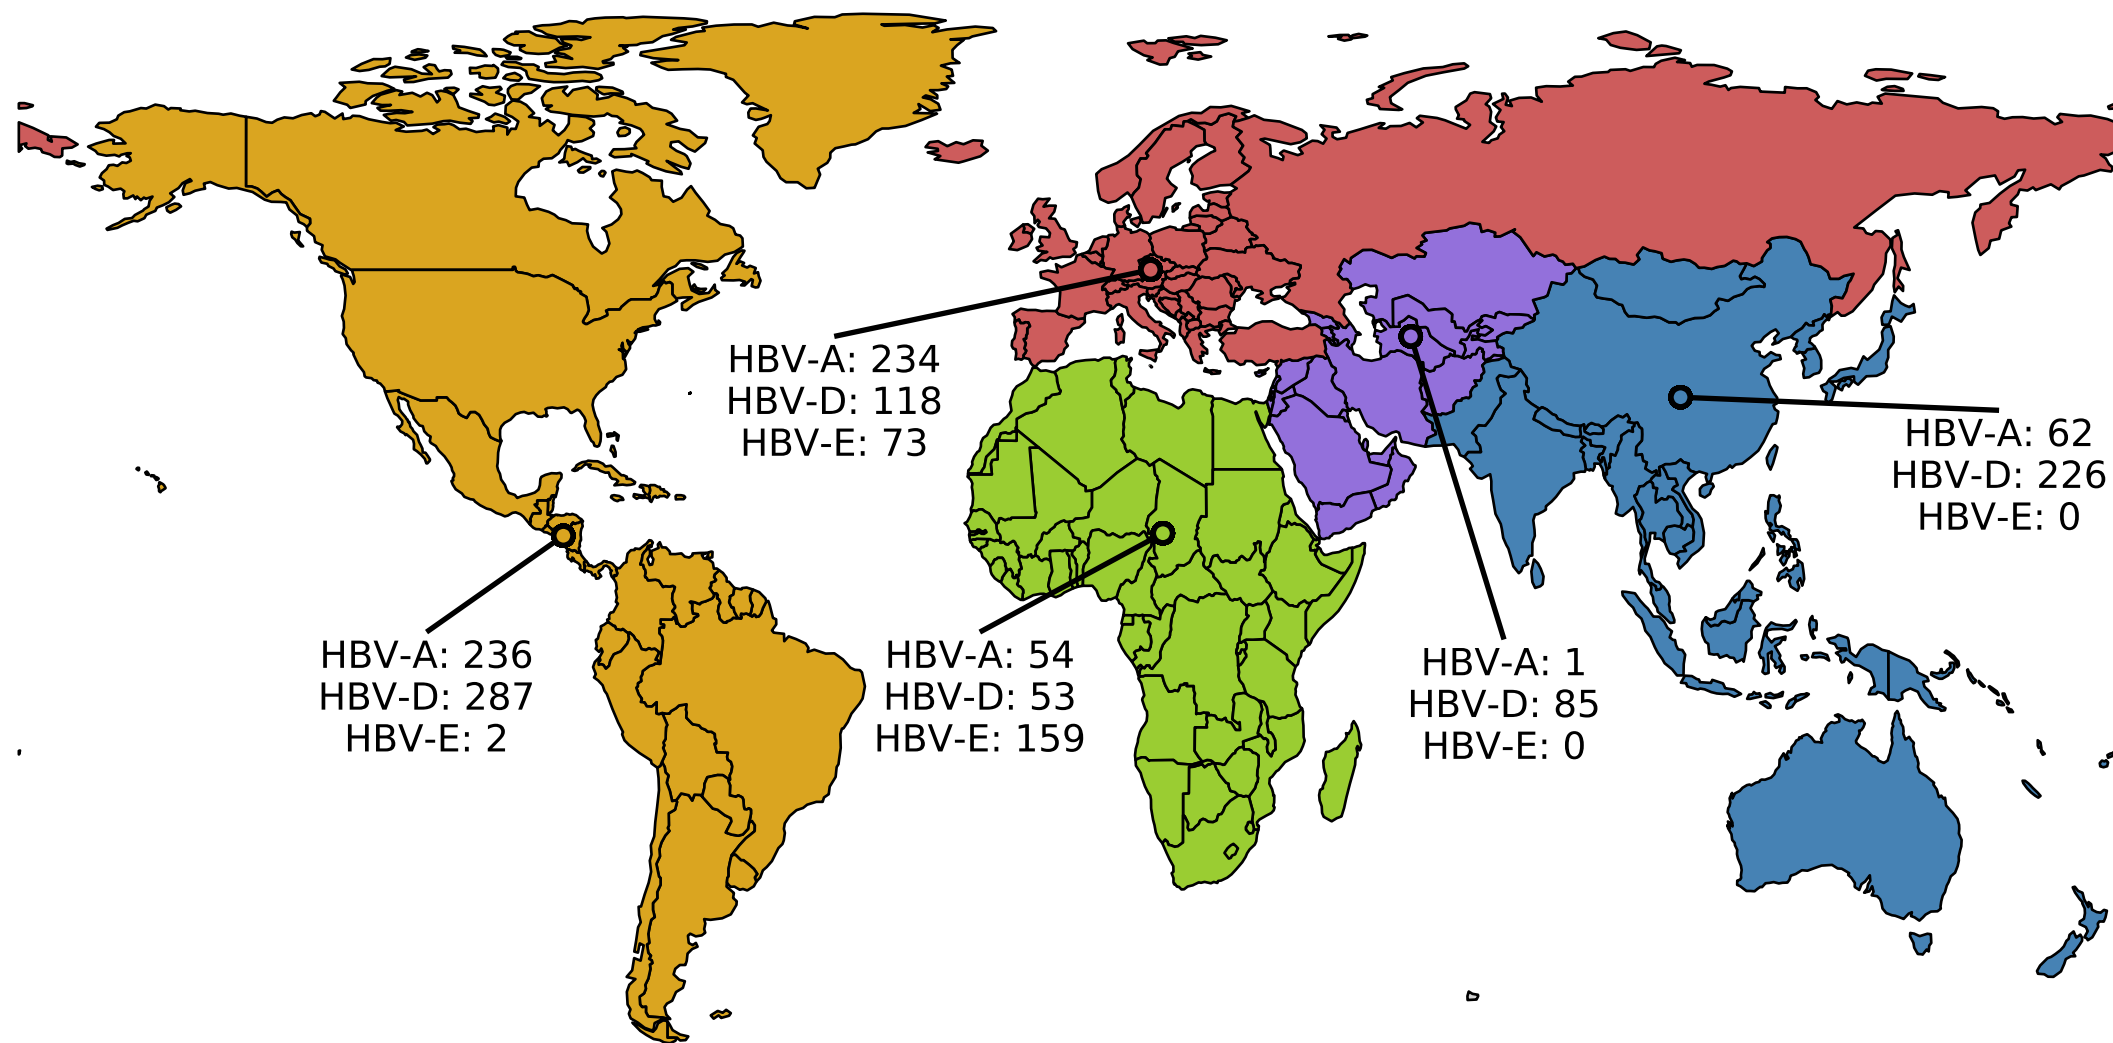 HBV-A: 234
HBV-D: 118
HBV-E: 73
HBV-A: 62
HBV-D: 226
HBV-E: 0
HBV-A: 236
HBV-D: 287
HBV-E: 2
HBV-A: 54
HBV-D: 53
HBV-E: 159
HBV-A: 1
HBV-D: 85
HBV-E: 0